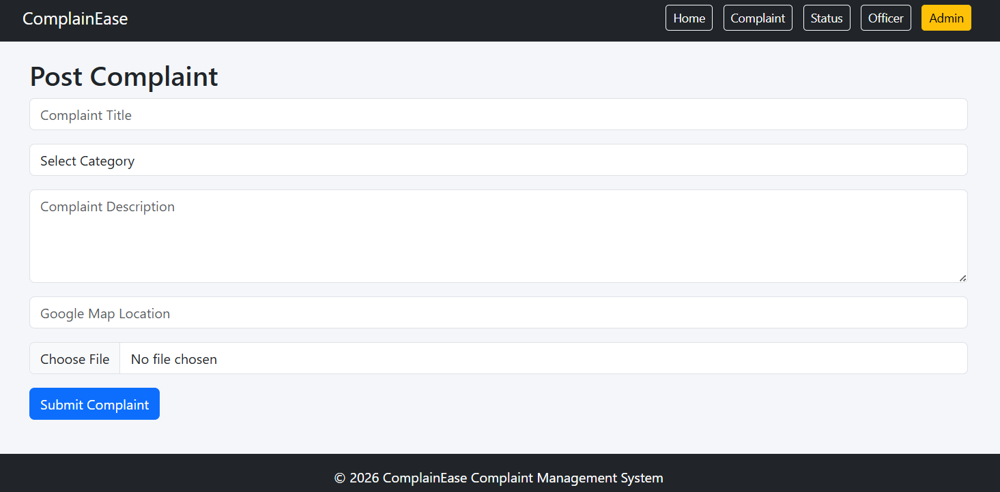 ComplainEase
Home Complaint Status Officer Admin
Post Complaint
Complaint Title
Select Category
Complaint Description
Google Map Location
Choose File No file chosen
Submit Complaint
© 2026 ComplainEase Complaint Management System